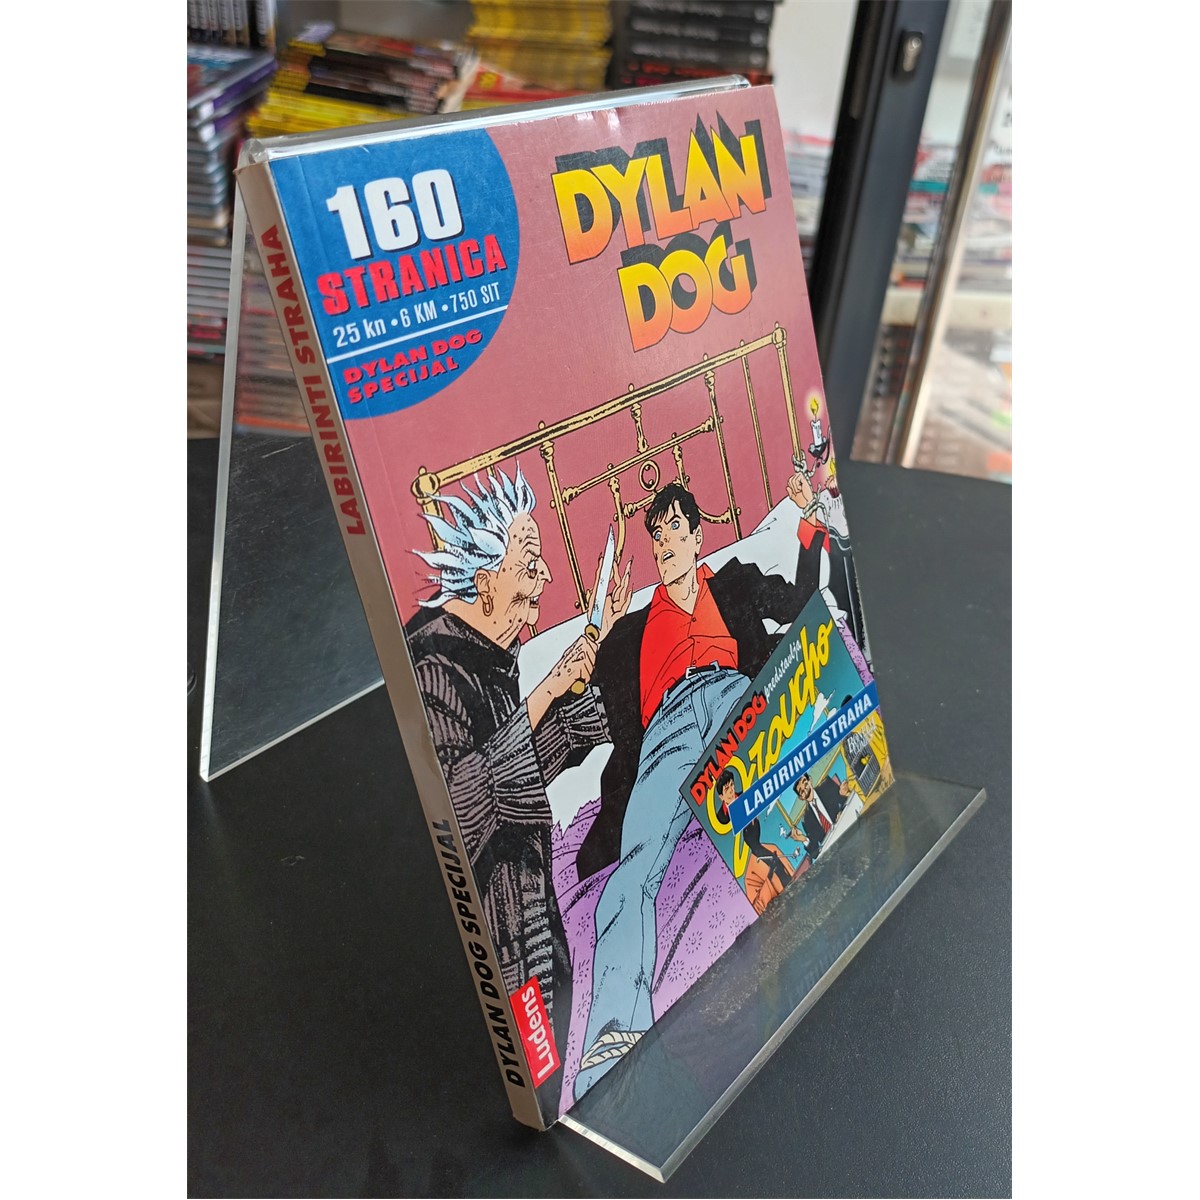 160
STRANICA
25 kn • 6 KM • 750 SIT
DYLAN DOG
SPECIJAL
DYLAN
DOG
LABIRINTI STRAHA
DYLAN DOG SPECIJAL
Ludens
DYLAN DOG predstavlja
Groucho
LABIRINTI STRAHA